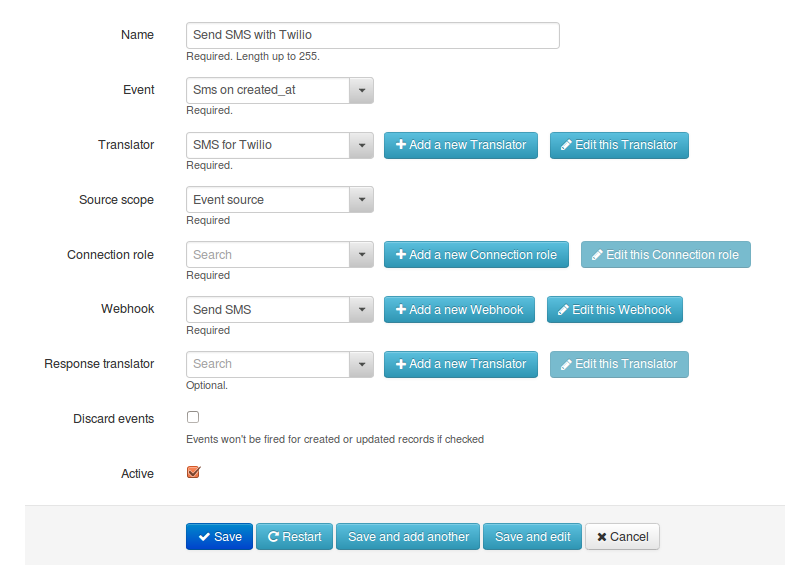 Name Send SMS with Twilio
Required. Length up to 255.
Event Sms on created_at
Required.
Translator SMS for Twilio Add a new Translator Edit this Translator
Required.
Source scope Event source
Required
Connection role Search Add a new Connection role Edit this Connection role
Required
Webhook Send SMS Add a new Webhook Edit this Webhook
Required
Response translator Search Add a new Translator Edit this Translator
Optional.
Discard events
Events won't be fired for created or updated records if checked
Active
Save Restart Save and add another Save and edit Cancel